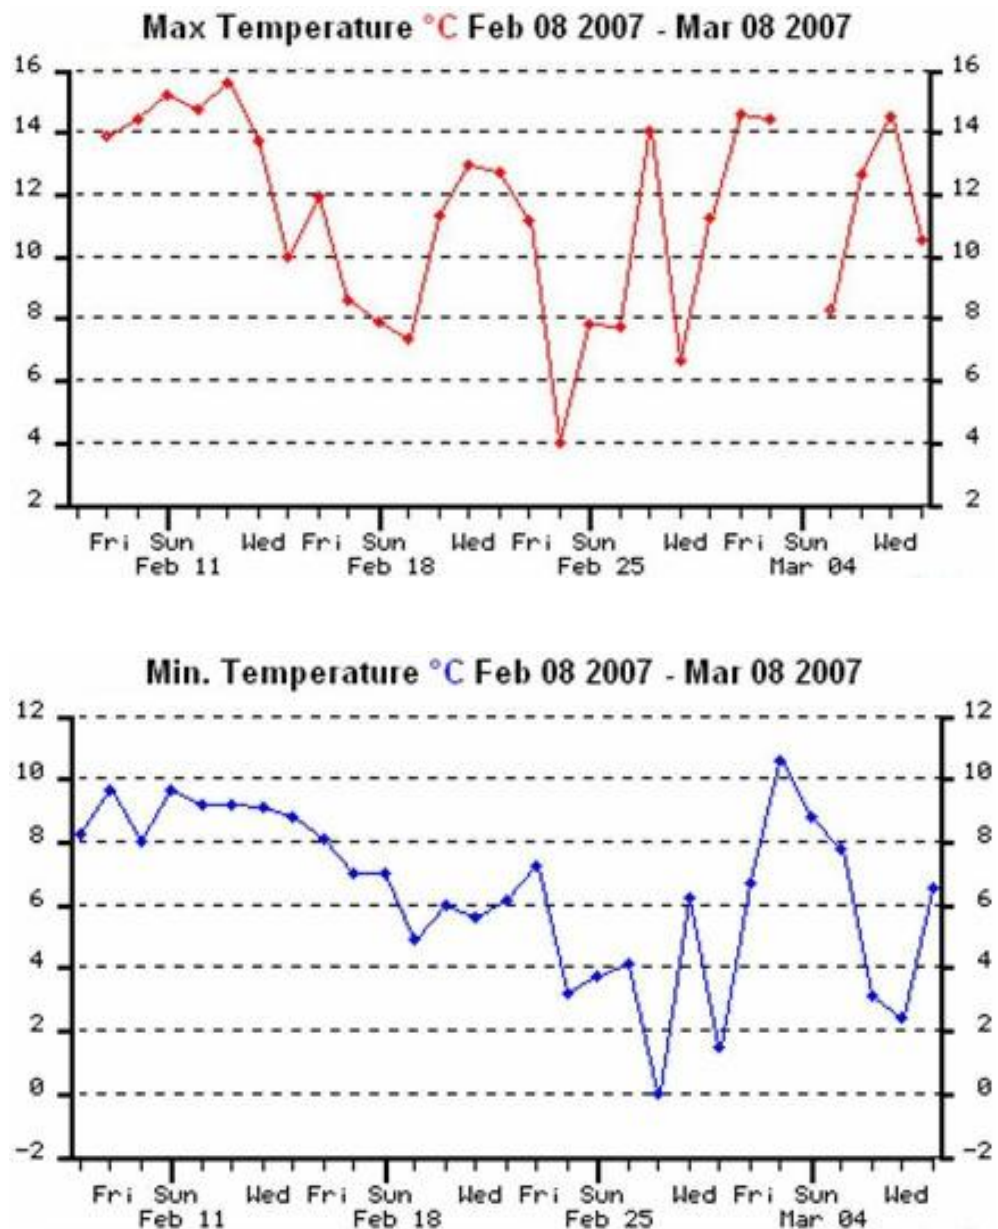 Max Temperature °C Feb 08 2007 - Mar 08 2007
16 16
14 14
12 12
10 10
8 8
6 6
4 4
2 2
Fri Sun Wed Fri Sun Wed Fri Sun Wed Fri Sun Wed
Feb 11 Feb 18 Feb 25 Mar 04
Min. Temperature °C Feb 08 2007 - Mar 08 2007
12 12
10 10
8 8
6 6
4 4
2 2
0 0
-2 -2
Fri Sun Wed Fri Sun Wed Fri Sun Wed Fri Sun Wed
Feb 11 Feb 18 Feb 25 Mar 04